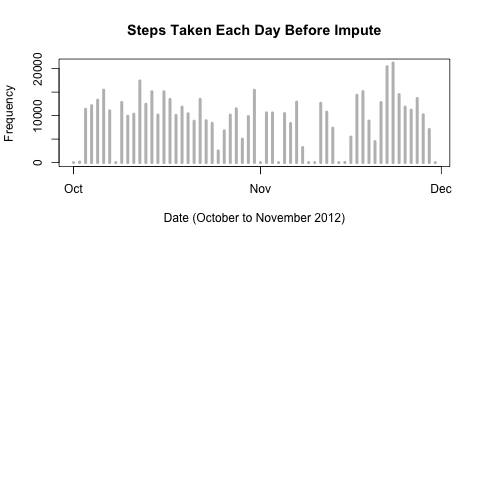 Steps Taken Each Day Before Impute
Frequency
20000
10000
0
Oct Nov Dec
Date (October to November 2012)